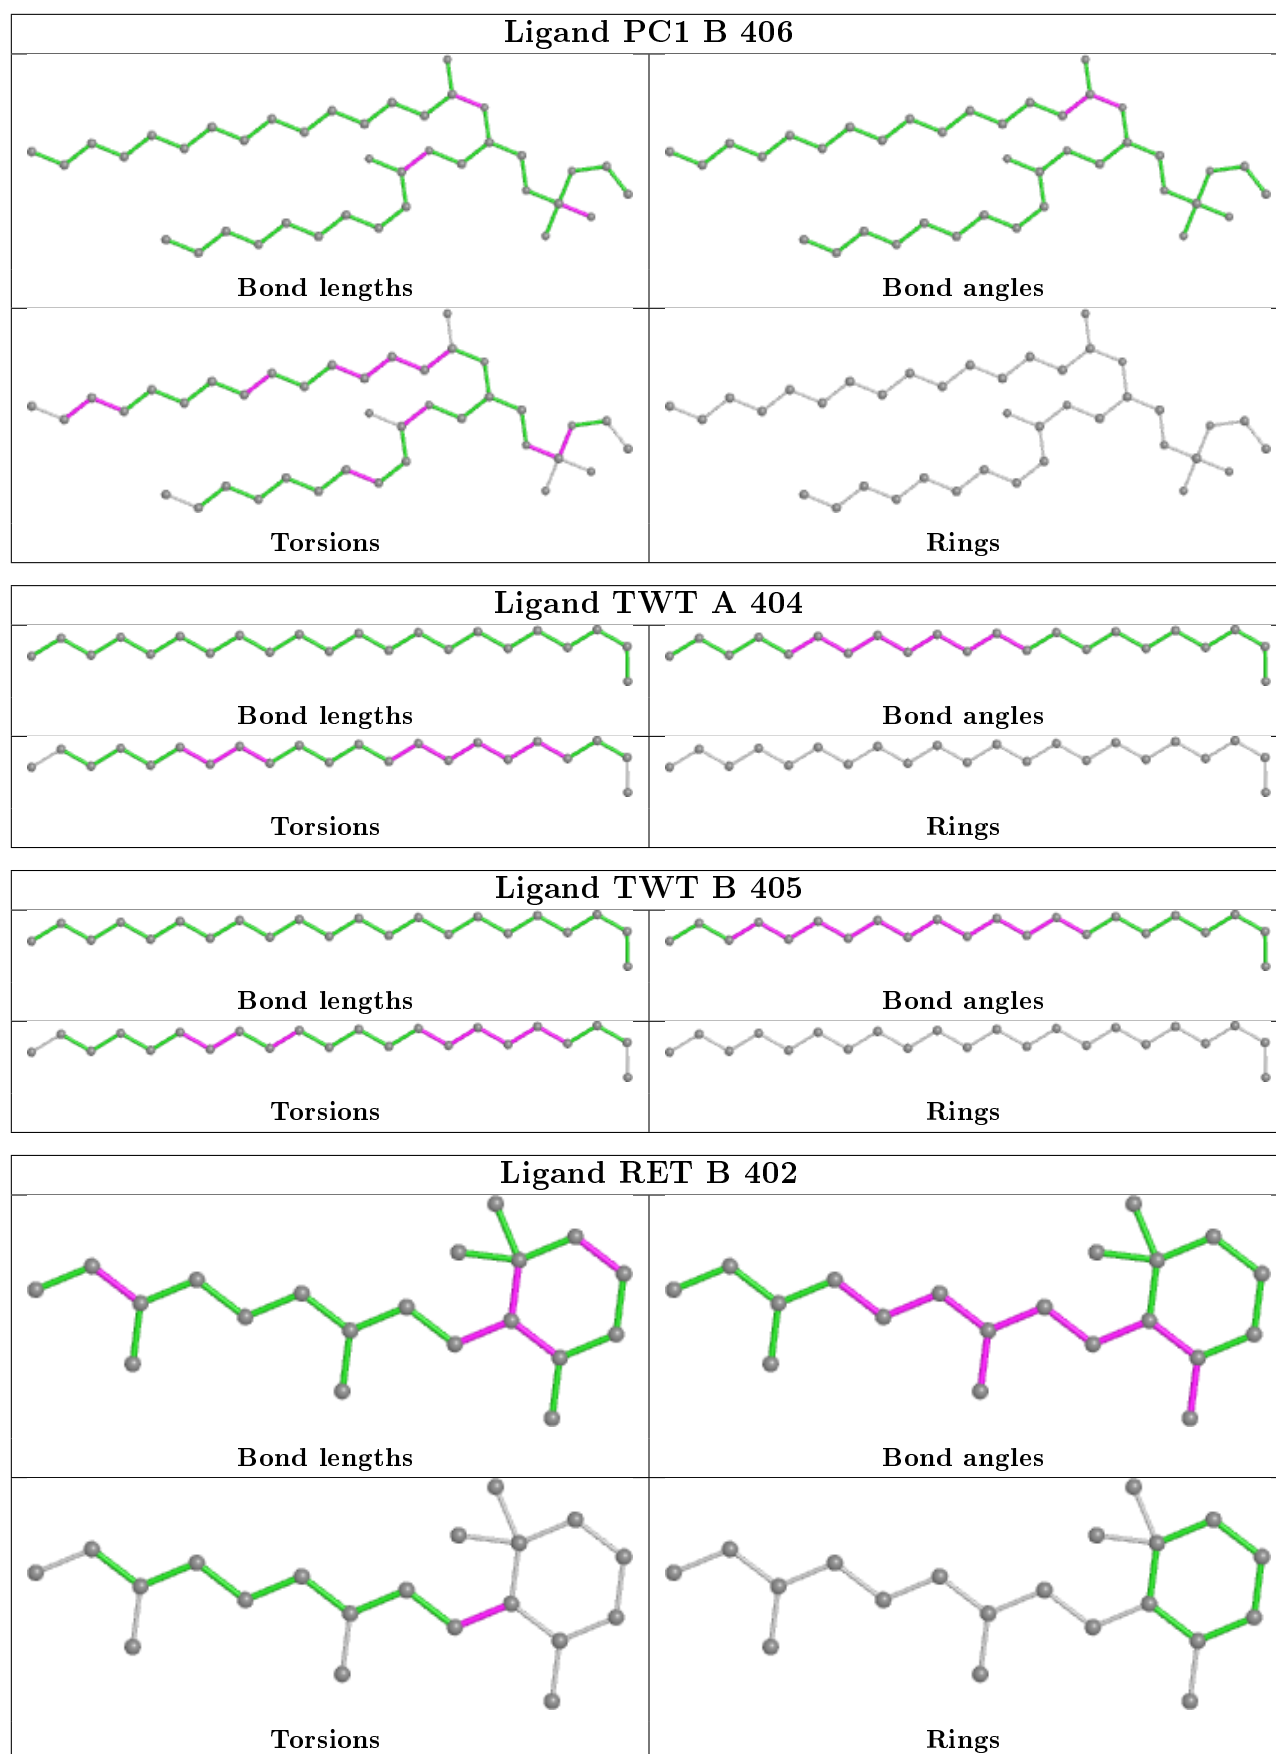 Ligand PC1 B 406
Bond lengths
Bond angles
Torsions
Rings
Ligand TWT A 404
Bond lengths
Bond angles
Torsions
Rings
Ligand TWT B 405
Bond lengths
Bond angles
Torsions
Rings
Ligand RET B 402
Bond lengths
Bond angles
Torsions
Rings